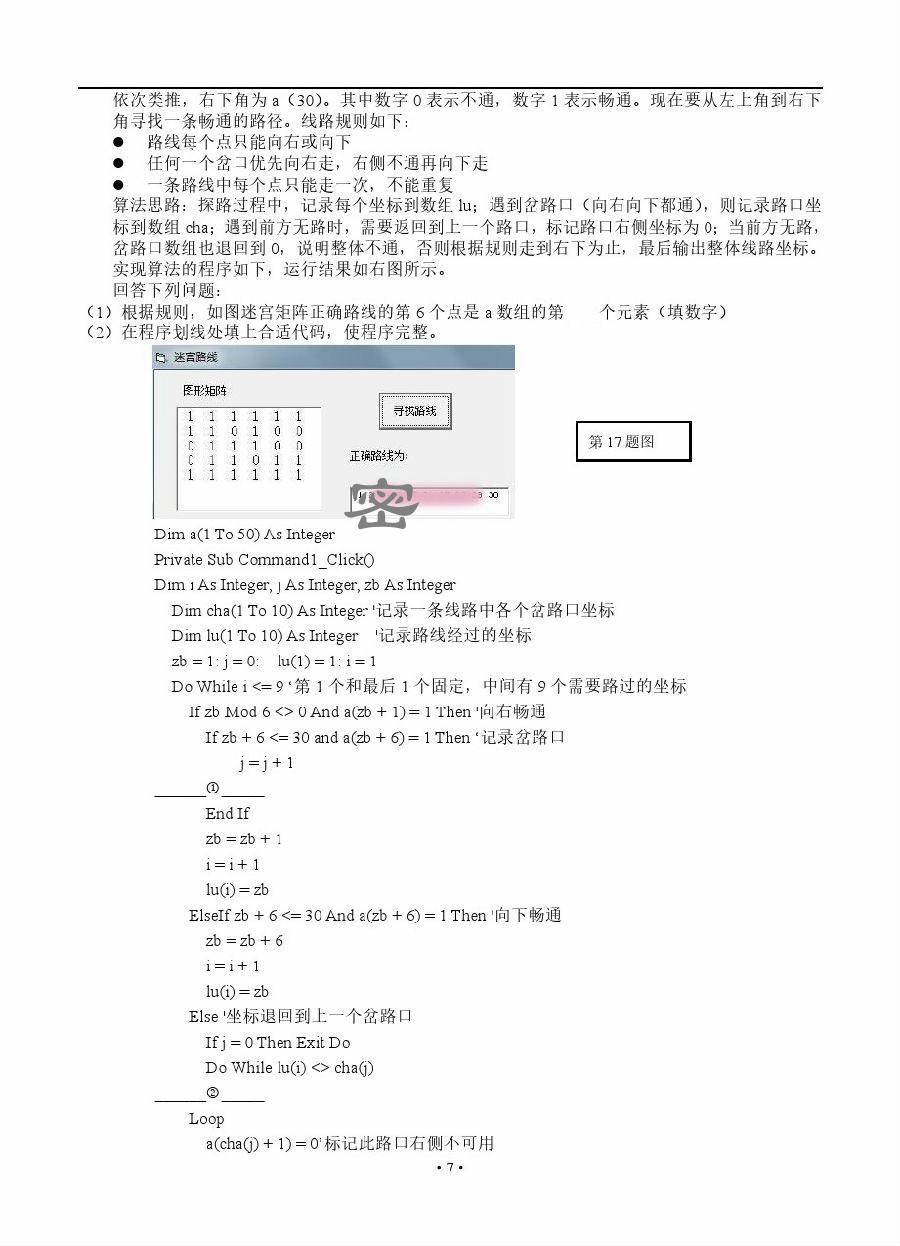 依次类推，右下角为 a（30）。其中数字 0 表示不通，数字 1 表示畅通。现在要从左上角到右下
角寻找一条畅通的路径。线路规则如下：
● 路线每个点只能向右或向下
● 任何一个岔口优先向右走，右侧不通再向下走
● 一条路线中每个点只能走一次，不能重复
算法思路：探路过程中，记录每个坐标到数组 lu；遇到岔路口（向右向下都通），则记录路口坐
标到数组 cha；遇到前方无路时，需要返回到上一个路口，标记路口右侧坐标为 0；当前方无路，
岔路口数组也退回到 0，说明整体不通，否则根据规则走到右下为止，最后输出整体线路坐标。
实现算法的程序如下，运行结果如右图所示。
回答下列问题：
（1）根据规则，如图迷宫矩阵正确路线的第 6 个点是 a 数组的第 个元素（填数字）
（2）在程序划线处填上合适代码，使程序完整。
迷宫路线
图形矩阵
寻找路线
1 1 1 1 1 1
1 1 0 1 0 0
0 1 1 1 0 0
0 1 1 0 1 1
1 1 1 1 1 1
正确路线为:
30
密
第 17 题图
Dim a(1 To 50) As Integer
Private Sub Command1_Click()
Dim i As Integer, j As Integer, zb As Integer
Dim cha(1 To 10) As Integer '记录一条线路中各个岔路口坐标
Dim lu(1 To 10) As Integer '记录路线经过的坐标
zb = 1: j = 0: lu(1) = 1: i = 1
Do While i <= 9 ‘第 1 个和最后 1 个固定，中间有 9 个需要路过的坐标
If zb Mod 6 <> 0 And a(zb + 1) = 1 Then '向右畅通
If zb + 6 <= 30 and a(zb + 6) = 1 Then ‘记录岔路口
j = j + 1
______①_____
End If
zb = zb + 1
i = i + 1
lu(i) = zb
ElseIf zb + 6 <= 30 And a(zb + 6) = 1 Then '向下畅通
zb = zb + 6
i = i + 1
lu(i) = zb
Else '坐标退回到上一个岔路口
If j = 0 Then Exit Do
Do While lu(i) <> cha(j)
______②_____
Loop
a(cha(j) + 1) = 0’标记此路口右侧不可用
• 7 •